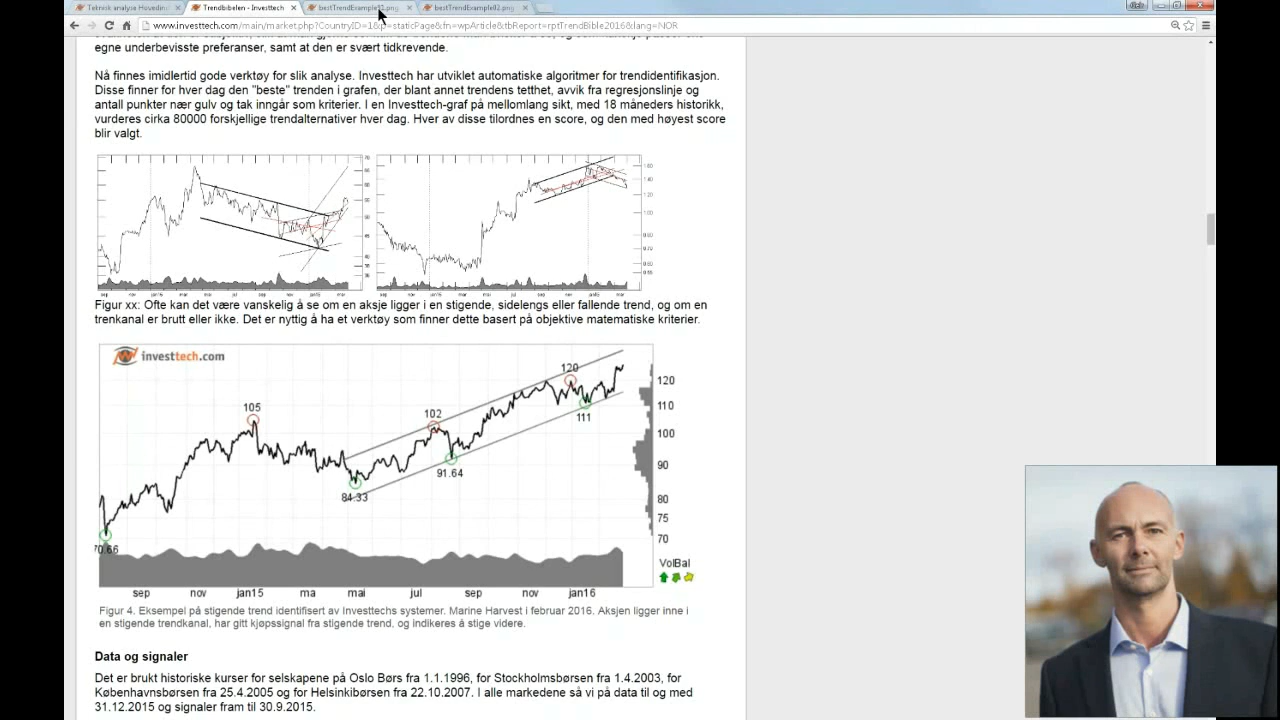 Teknisk analyse Hovedind
Trendbibelen - Investtech
bestTrendExample01.png
bestTrendExample02.png
www.investtech.com/main/market.php?CountryID=1&p=staticPage&fn=wpArticle&tbReport=rptTrendBible2016&lang=NOR
egne underbevisste preferanser, samt at den er svært tidkrevende.
Nå finnes imidlertid gode verktøy for slik analyse. Investtech har utviklet automatiske algoritmer for trendidentifikasjon.
Disse finner for hver dag den "beste" trenden i grafen, der blant annet trendens tetthet, avvik fra regresjonslinje og
antall punkter nær gulv og tak inngår som kriterier. I en Investtech-graf på mellomlang sikt, med 18 måneders historikk,
vurderes cirka 80000 forskjellige trendalternativer hver dag. Hver av disse tilordnes en score, og den med høyest score
blir valgt.
Figur xx: Ofte kan det være vanskelig å se om en aksje ligger i en stigende, sidelengs eller fallende trend, og om en
trenkanal er brutt eller ikke. Det er nyttig å ha et verktøy som finner dette basert på objektive matematiske kriterier.
investtech.com
120
105
102
111
91.64
84.33
70.66
120
110
100
90
80
75
70
VolBal
sep nov jan15 mar mai jul sep nov jan16
Figur 4. Eksempel på stigende trend identifisert av Investtechs systemer. Marine Harvest i februar 2016. Aksjen ligger inne i
en stigende trendkanal, har gitt kjøpssignal fra stigende trend, og indikeres å stige videre.
Data og signaler
Det er brukt historiske kurser for selskapene på Oslo Børs fra 1.1.1996, for Stockholmsbørsen fra 1.4.2003, for
Københavnsbørsen fra 25.4.2005 og for Helsinkibørsen fra 22.10.2007. I alle markedene så vi på data til og med
31.12.2015 og signaler fram til 30.9.2015.